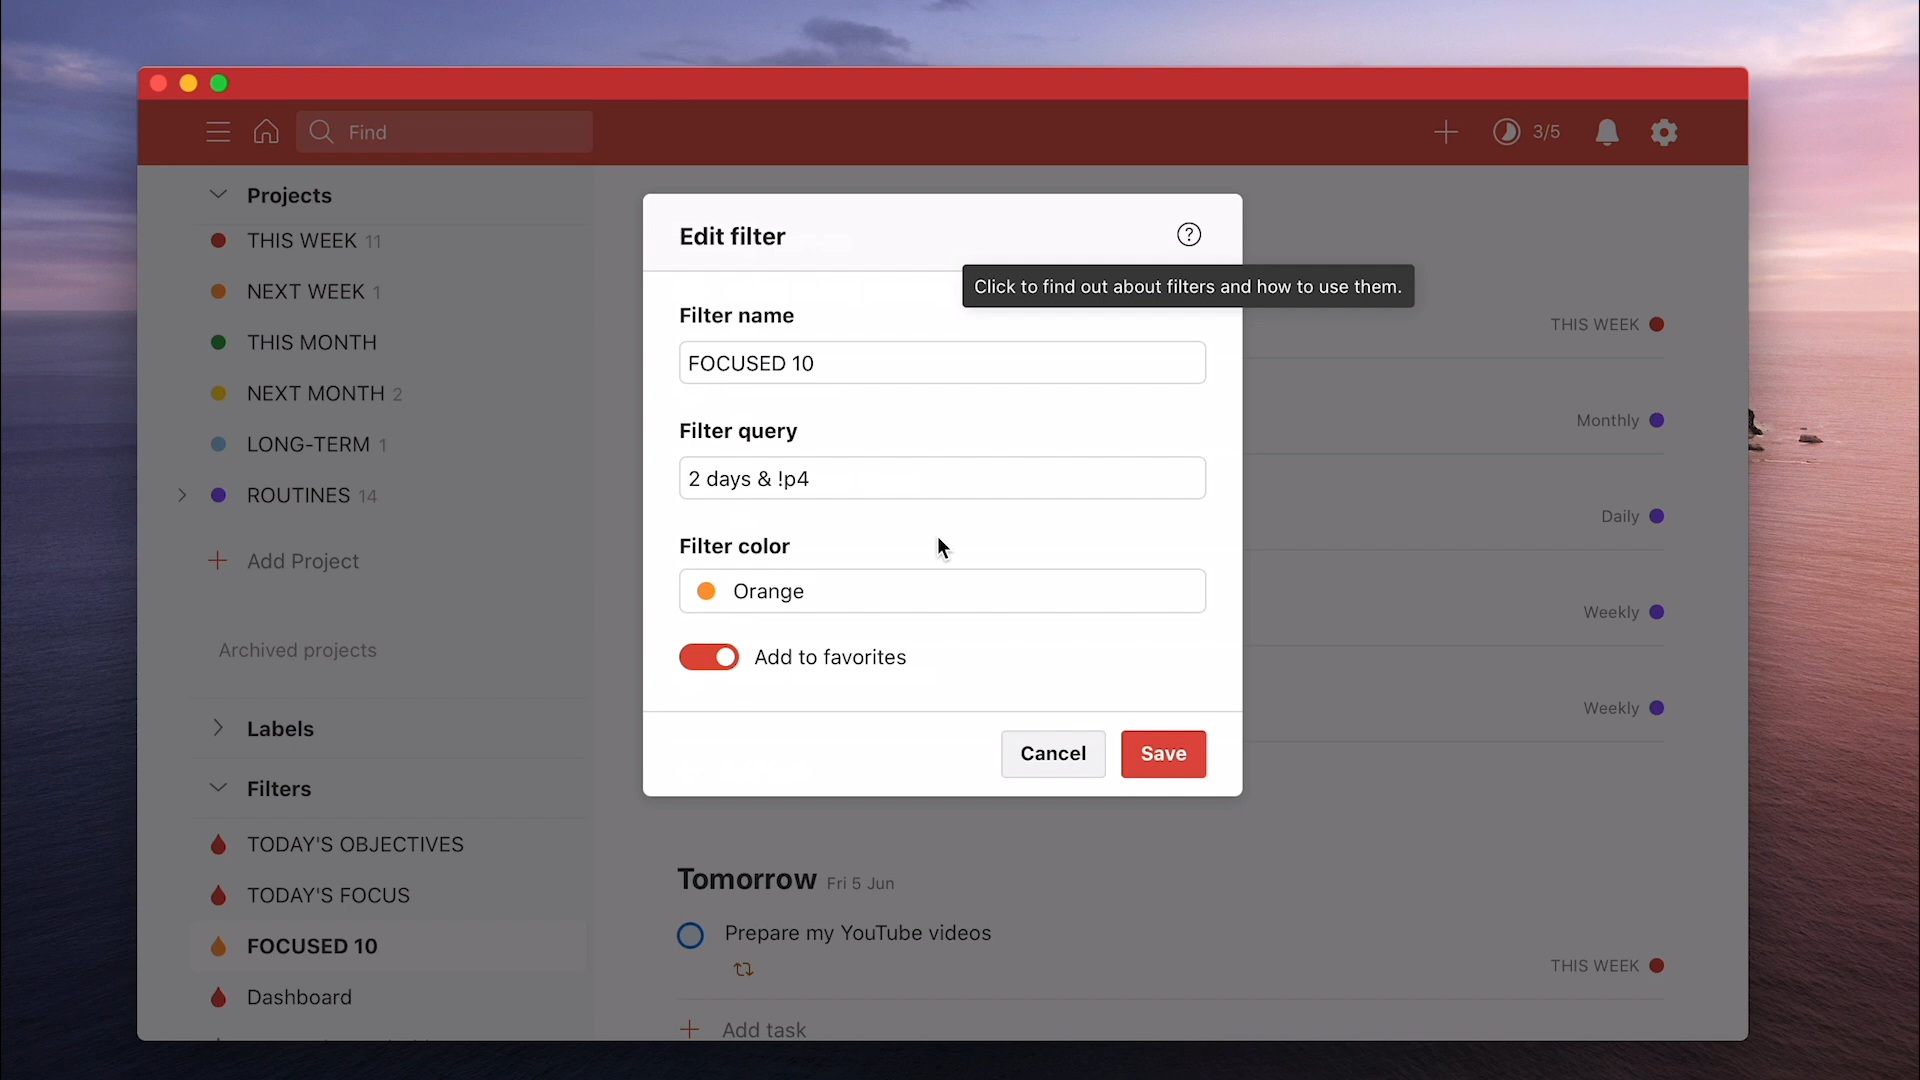 Find
3/5
Projects
THIS WEEK 11
NEXT WEEK 1
THIS MONTH
NEXT MONTH 2
LONG-TERM 1
ROUTINES 14
Add Project
Archived projects
Labels
Filters
TODAY'S OBJECTIVES
TODAY'S FOCUS
FOCUSED 10
Dashboard
Edit filter
?
Click to find out about filters and how to use them.
Filter name
FOCUSED 10
Filter query
2 days & !p4
Filter color
Orange
Add to favorites
Cancel
Save
THIS WEEK
Monthly
Daily
Weekly
Weekly
Tomorrow Fri 5 Jun
Prepare my YouTube videos
THIS WEEK
Add task